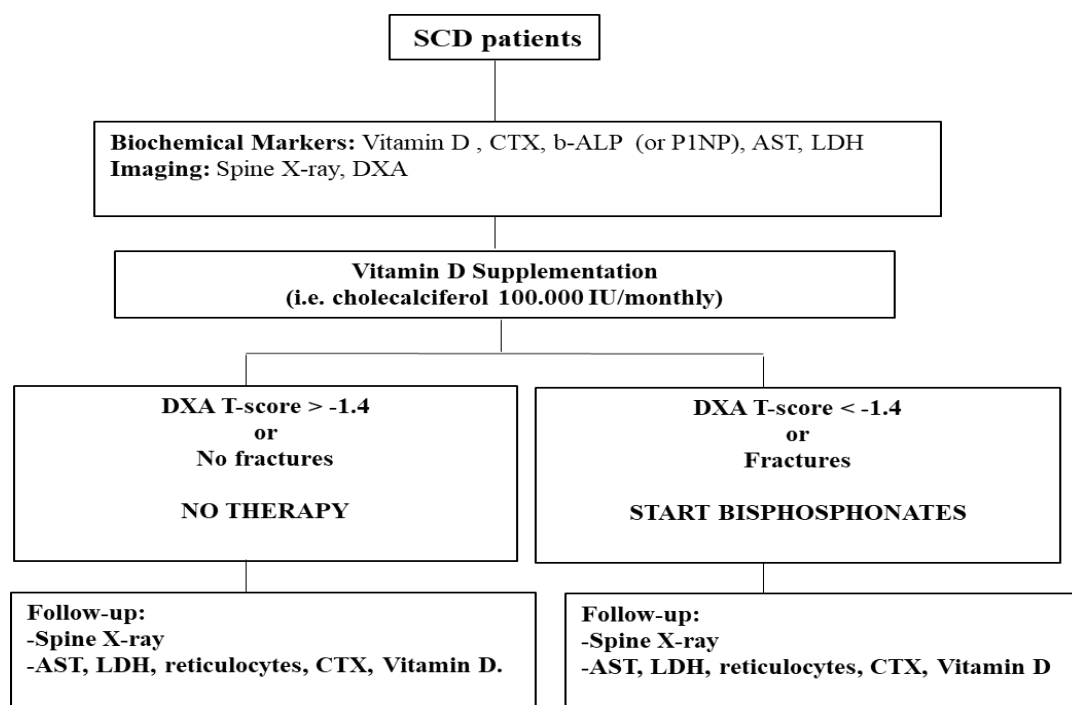 SCD patients
Biochemical Markers: Vitamin D , CTX, b-ALP (or P1NP), AST, LDH
Imaging: Spine X-ray, DXA
Vitamin D Supplementation
(i.e. cholecalciferol 100.000 IU/monthly)
DXA T-score > -1.4
or
No fractures
NO THERAPY
DXA T-score < -1.4
or
Fractures
START BISPHOSPHONATES
Follow-up:
-Spine X-ray
-AST, LDH, reticulocytes, CTX, Vitamin D.
Follow-up:
-Spine X-ray
-AST, LDH, reticulocytes, CTX, Vitamin D